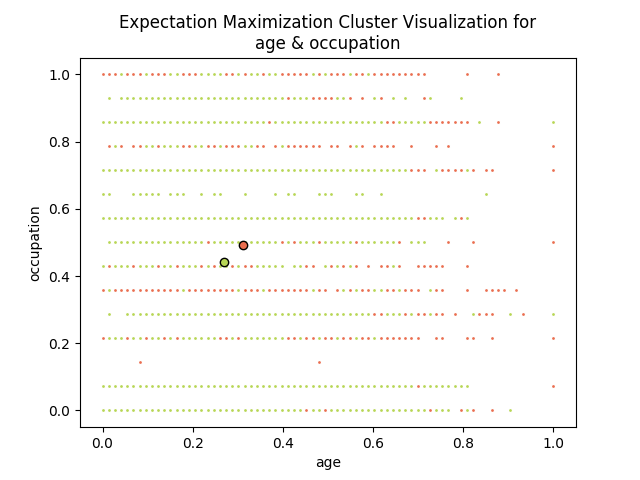 Expectation Maximization Cluster Visualization for
age & occupation
1.0
0.8
0.6
0.4
0.2
0.0
occupation
0.0 0.2 0.4 0.6 0.8 1.0
age